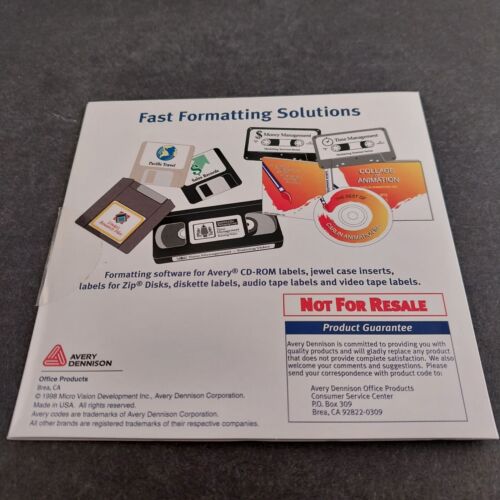 Fast Formatting Solutions
Money Management
Time Management
Pacific Travel
Sales Records
COLLAGE
ANIMATION
THE BEST OF
Formatting software for Avery® CD-ROM labels, jewel case inserts,
labels for Zip® Disks, diskette labels, audio tape labels and video tape labels.
NOT FOR RESALE
Product Guarantee
Avery Dennison is committed to providing you with
quality products and will gladly replace any product
that does not provide complete satisfaction. We also
welcome your comments and suggestions. Please
send your correspondence with product code to:
Avery Dennison Office Products
Consumer Service Center
P.O. Box 309
Brea, CA 92822-0309
AVERY
DENNISON
Office Products
Brea, CA
© 1998 Micro Vision Development Inc., Avery Dennison Corporation.
Made in USA. All rights reserved.
Avery codes are trademarks of Avery Dennison Corporation.
All other brands are registered trademarks of their respective companies.